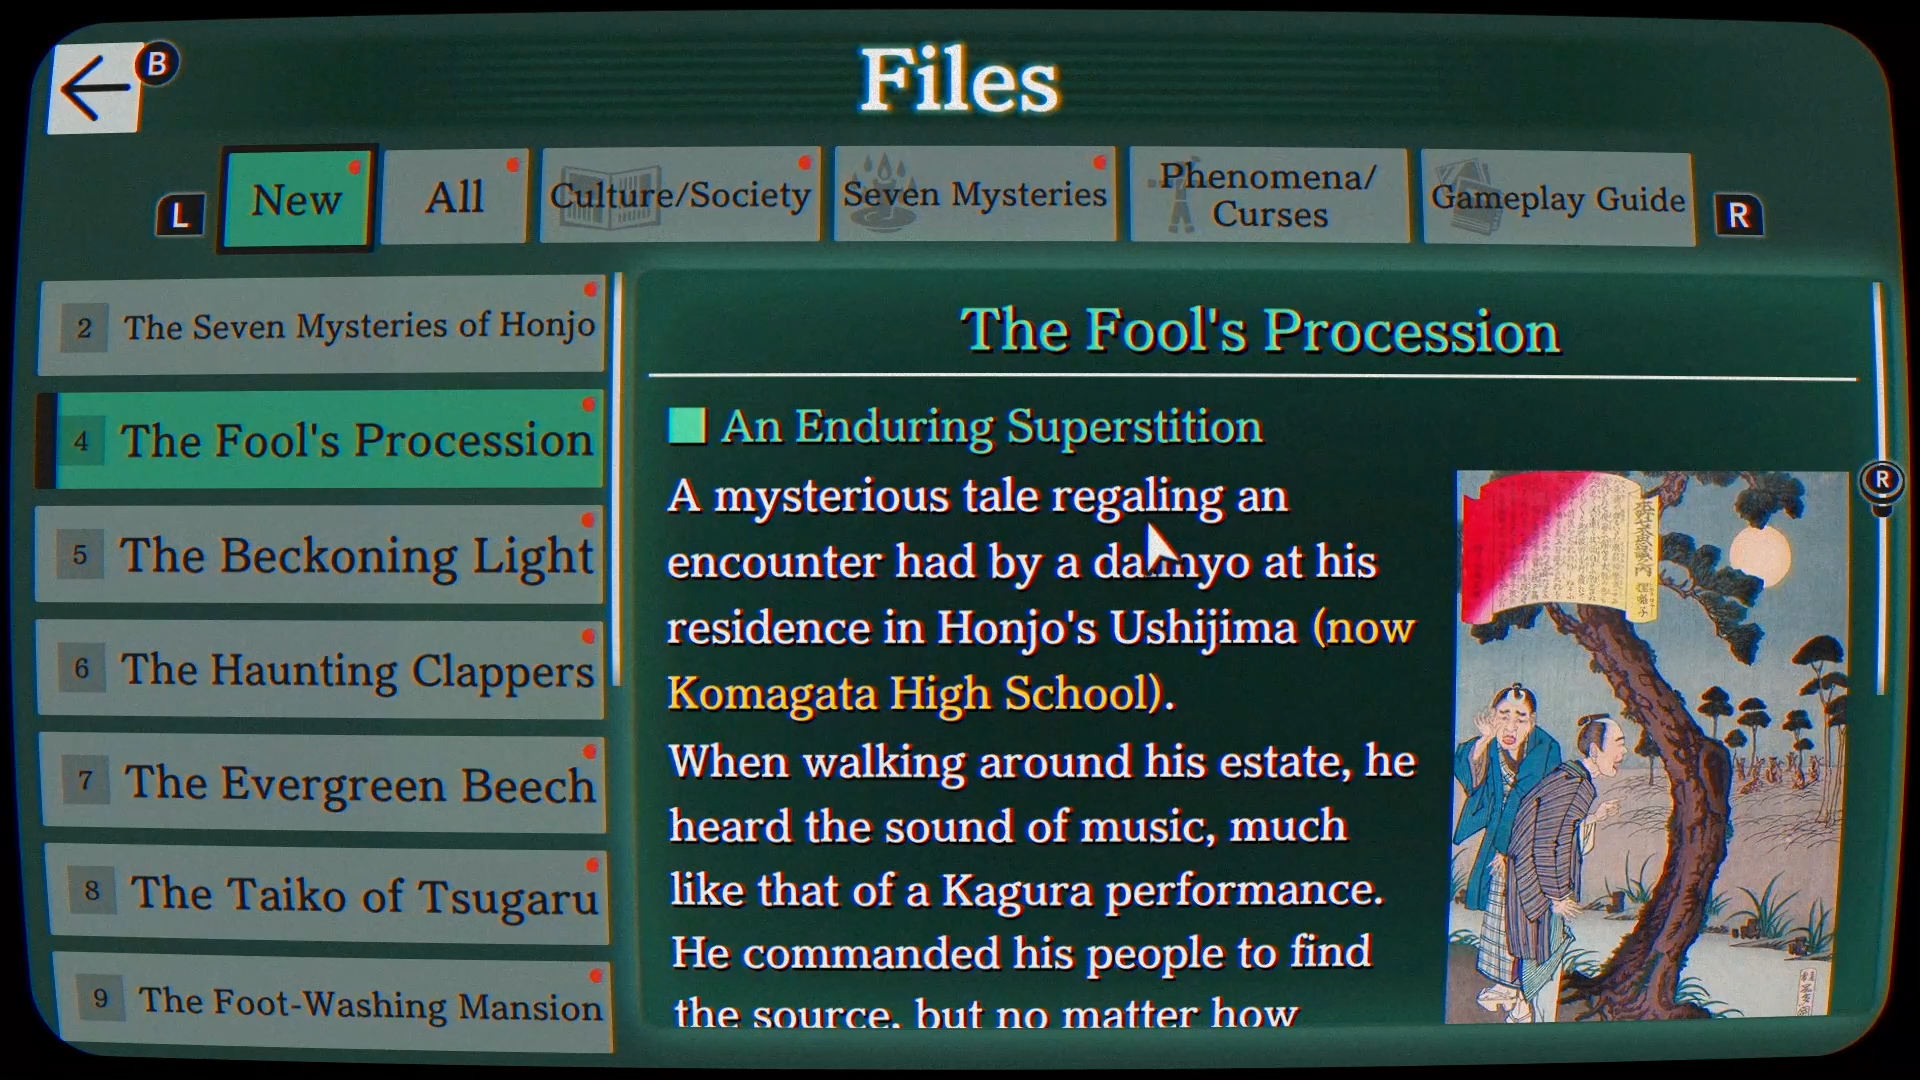 B
Files
L
New
All
Culture/Society
Seven Mysteries
Phenomena/
Curses
Gameplay Guide
R
2 The Seven Mysteries of Honjo
4 The Fool's Procession
5 The Beckoning Light
6 The Haunting Clappers
7 The Evergreen Beech
8 The Taiko of Tsugaru
9 The Foot-Washing Mansion
The Fool's Procession
An Enduring Superstition
A mysterious tale regaling an
encounter had by a daimyo at his
residence in Honjo's Ushijima (now
Komagata High School).
When walking around his estate, he
heard the sound of music, much
like that of a Kagura performance.
He commanded his people to find
the source, but no matter how
R